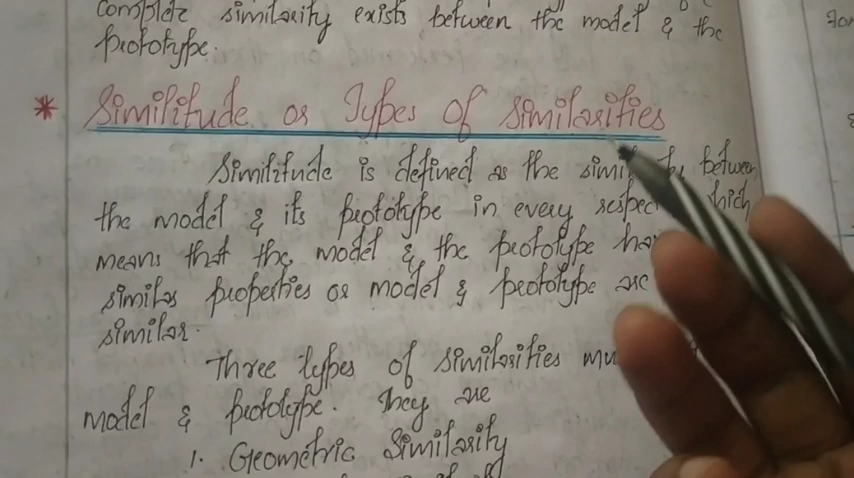 Complete similarity exists between the model & the
prototype.
* Similitude or Types of similarities
Similitude is defined as the between
the model & its prototype in every which
means that the model & the prototype
similar properties or model & prototype are
similar.
Three types of similarities
model & prototype. They are
1. Geometric Similarity